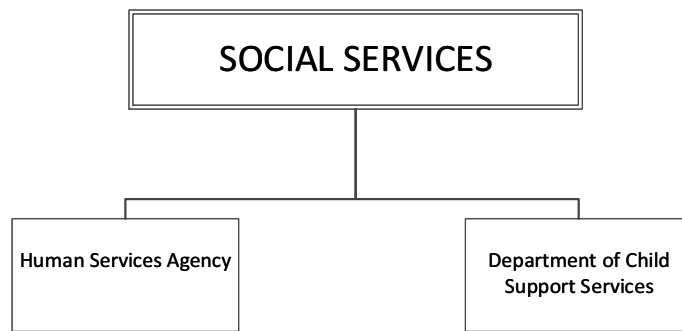 SOCIAL SERVICES
Human Services Agency
Department of Child
Support Services